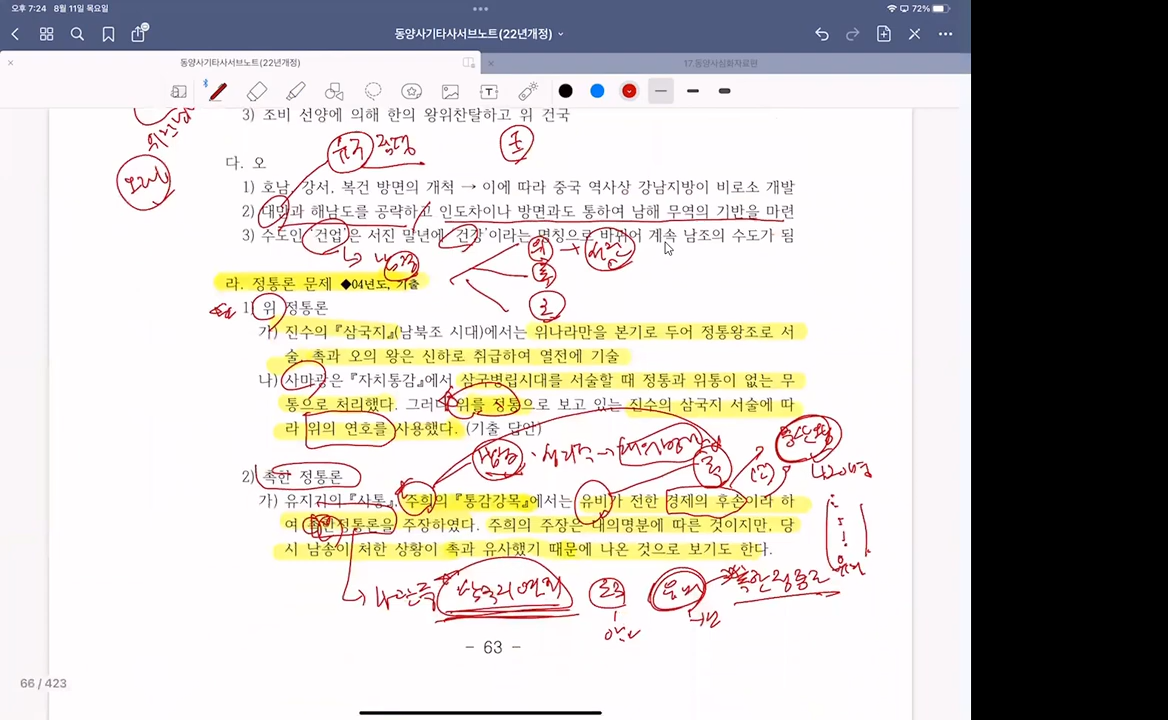 오후 7:24 8월 11일 목요일
72%
동양사기타사서브노트(22년개정)
동양사기타사서브노트(22년개정)
17.동양사심화자료편
3) 조비 선양에 의해 한의 왕위찬탈하고 위 건국
다. 오
1) 호남, 강서, 복건 방면의 개척 → 이에 따라 중국 역사상 강남지방이 비로소 개발
2) 대만과 해남도를 공략하고 인도차이나 방면과도 통하여 남해 무역의 기반을 마련
3) 수도인 '건업'은 서진 말년에 '건강'이라는 명칭으로 바뀌어 계속 남조의 수도가 됨
라. 정통론 문제 ◆04년도, 기출
1) 위 정통론
가) 진수의 『삼국지』(남북조 시대)에서는 위나라만을 본기로 두어 정통왕조로 서
술, 촉과 오의 왕은 신하로 취급하여 열전에 기술
나) 사마광은 『자치통감』에서 삼국병립시대를 서술할 때 정통과 위통이 없는 무
통으로 처리했다. 그러나 위를 정통으로 보고 있는 진수의 삼국지 서술에 따
라 위의 연호를 사용했다. (기출 답안)
2) 촉한 정통론
가) 유지기의 『사통』, 주희의 『통감강목』에서는 유비가 전한 경제의 후손이라 하
여 촉한정통론을 주장하였다. 주희의 주장은 대의명분에 따른 것이지만, 당
시 남송이 처한 상황이 촉과 유사했기 때문에 나온 것으로 보기도 한다.
나관중 삼국지연의
유비
촉한정통론
- 63 -
66 / 423